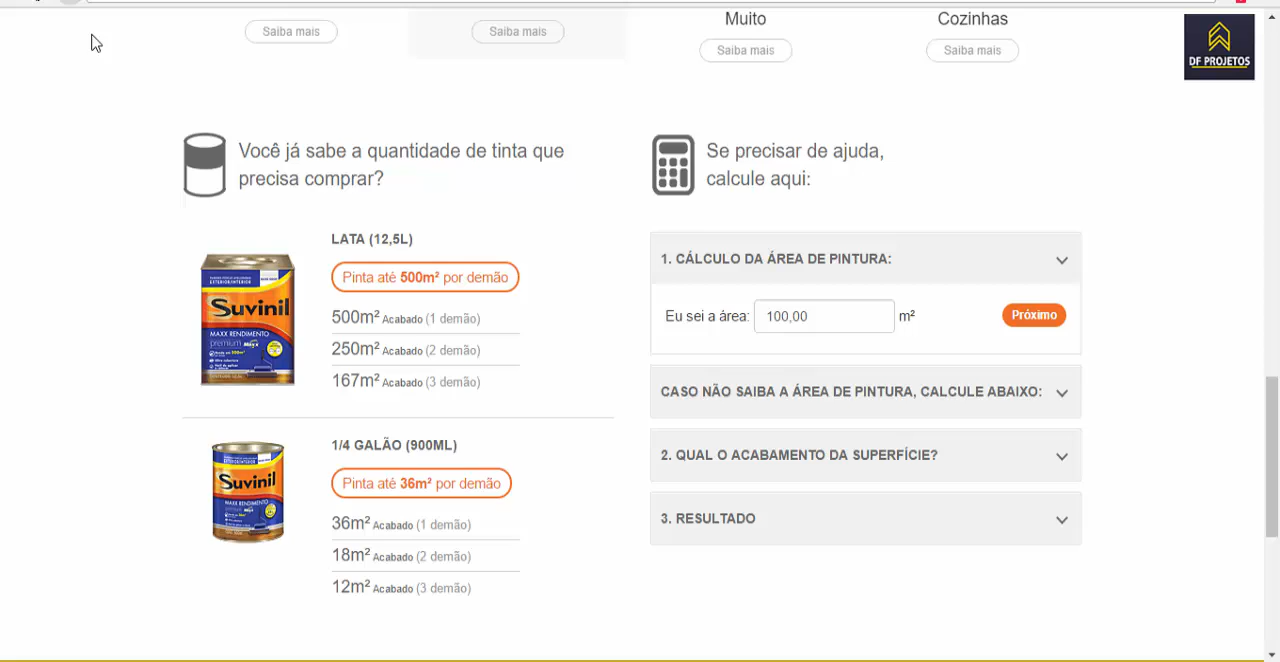 Muito
Cozinhas
Saiba mais
Saiba mais
Saiba mais
Saiba mais
DF PROJETOS
Você já sabe a quantidade de tinta que
precisa comprar?
LATA (12,5L)
Pinta até 500m² por demão
500m² Acabado (1 demão)
250m² Acabado (2 demão)
167m² Acabado (3 demão)
Suvinil
MAXX RENDIMENTO
premium
1/4 GALÃO (900ML)
Pinta até 36m² por demão
36m² Acabado (1 demão)
18m² Acabado (2 demão)
12m² Acabado (3 demão)
Suvinil
MAXX RENDIMENTO
Se precisar de ajuda,
calcule aqui:
1. CÁLCULO DA ÁREA DE PINTURA:
Eu sei a área: 100,00 m²
Próximo
CASO NÃO SAIBA A ÁREA DE PINTURA, CALCULE ABAIXO:
2. QUAL O ACABAMENTO DA SUPERFÍCIE?
3. RESULTADO